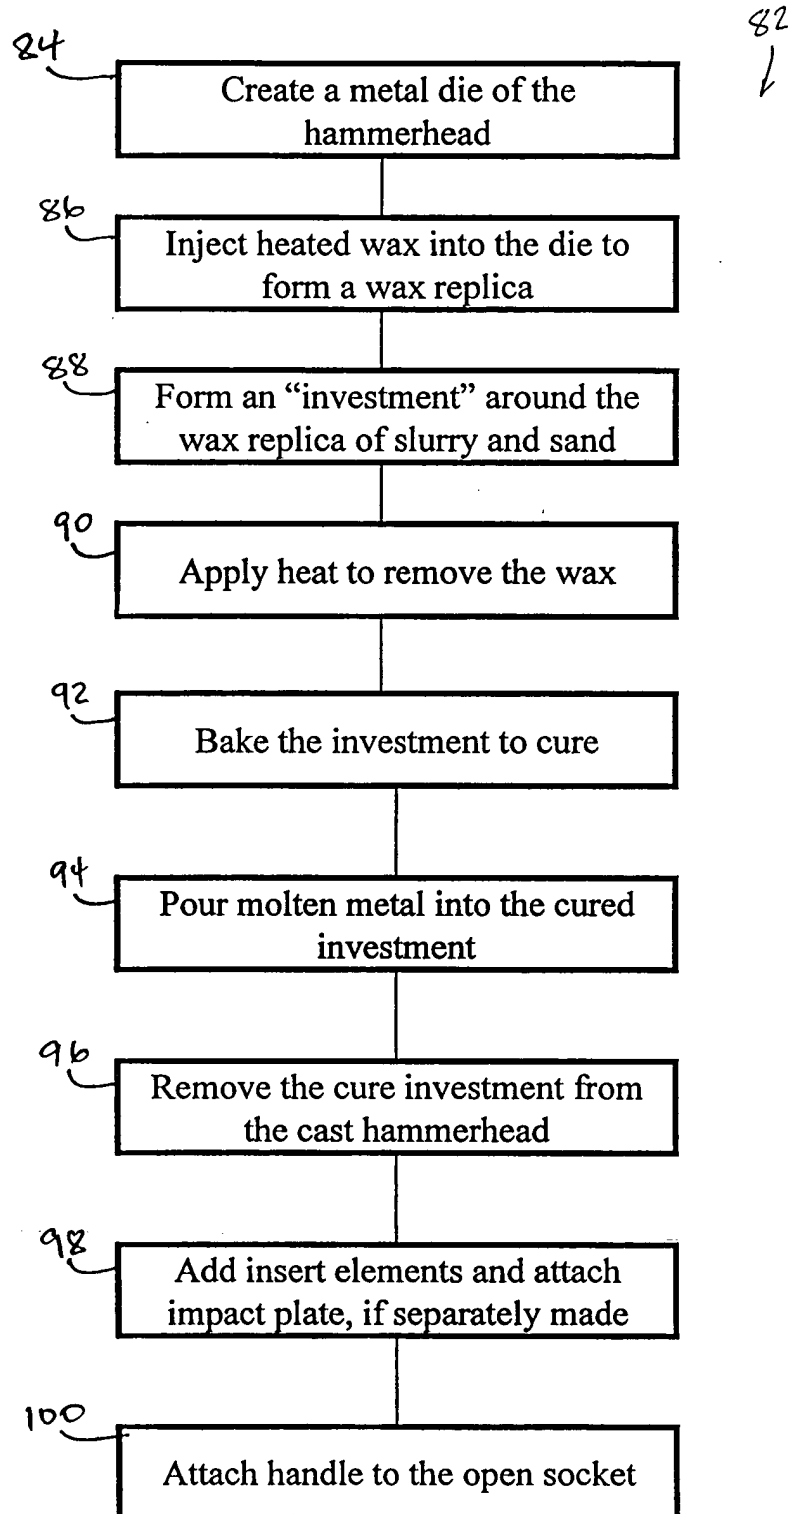 82
84
Create a metal die of the
hammerhead
86
Inject heated wax into the die to
form a wax replica
88
Form an “investment” around the
wax replica of slurry and sand
90
Apply heat to remove the wax
92
Bake the investment to cure
94
Pour molten metal into the cured
investment
96
Remove the cure investment from
the cast hammerhead
98
Add insert elements and attach
impact plate, if separately made
100
Attach handle to the open socket